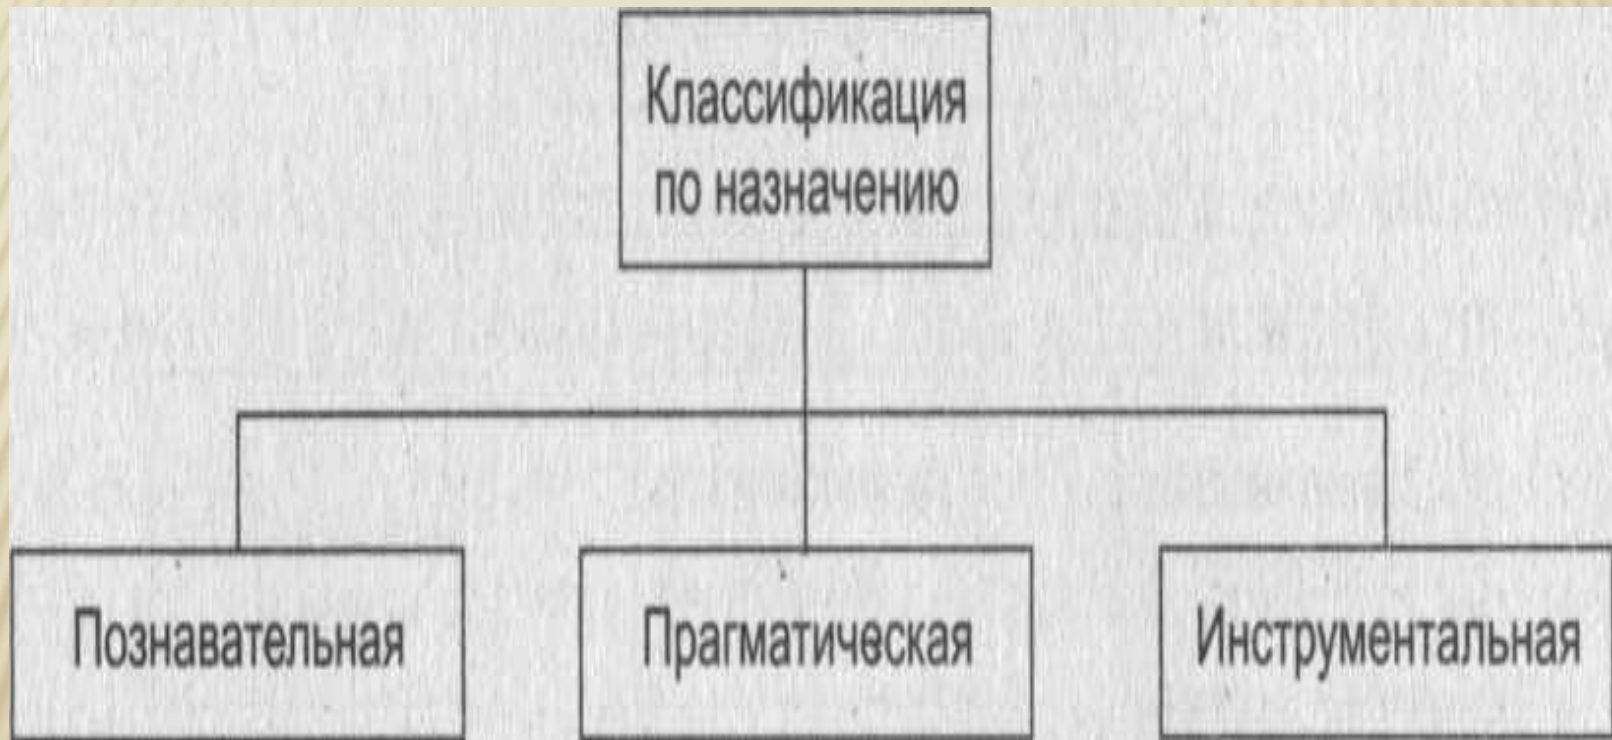 Классификация
по назначению
Познавательная
Прагматическая
Инструментальная